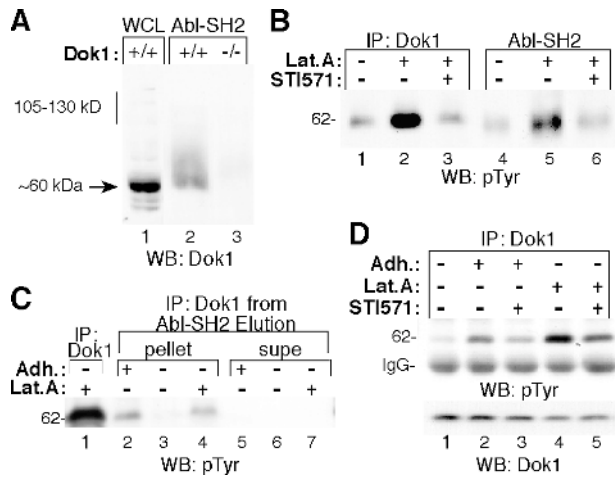 A
WCL Abl-SH2
Dok1: +/+ +/+ -/-
105-130 kD
~60 kDa
1 2 3
WB: Dok1
B
IP: Dok1 Abl-SH2
Lat.A - + + - + +
STI571 - - + - - +
62-
1 2 3 4 5 6
WB: pTyr
C
IP: Dok1 from
Abl-SH2 Elution
IP:
Dok1
pellet supe
Adh.: - + - - + - -
Lat.A: + - - + - - +
62-
1 2 3 4 5 6 7
WB: pTyr
D
IP: Dok1
Adh.: - + + - -
Lat.A: - - - + +
STI571 - - + - +
62-
IgG-
WB: pTyr
1 2 3 4 5
WB: Dok1